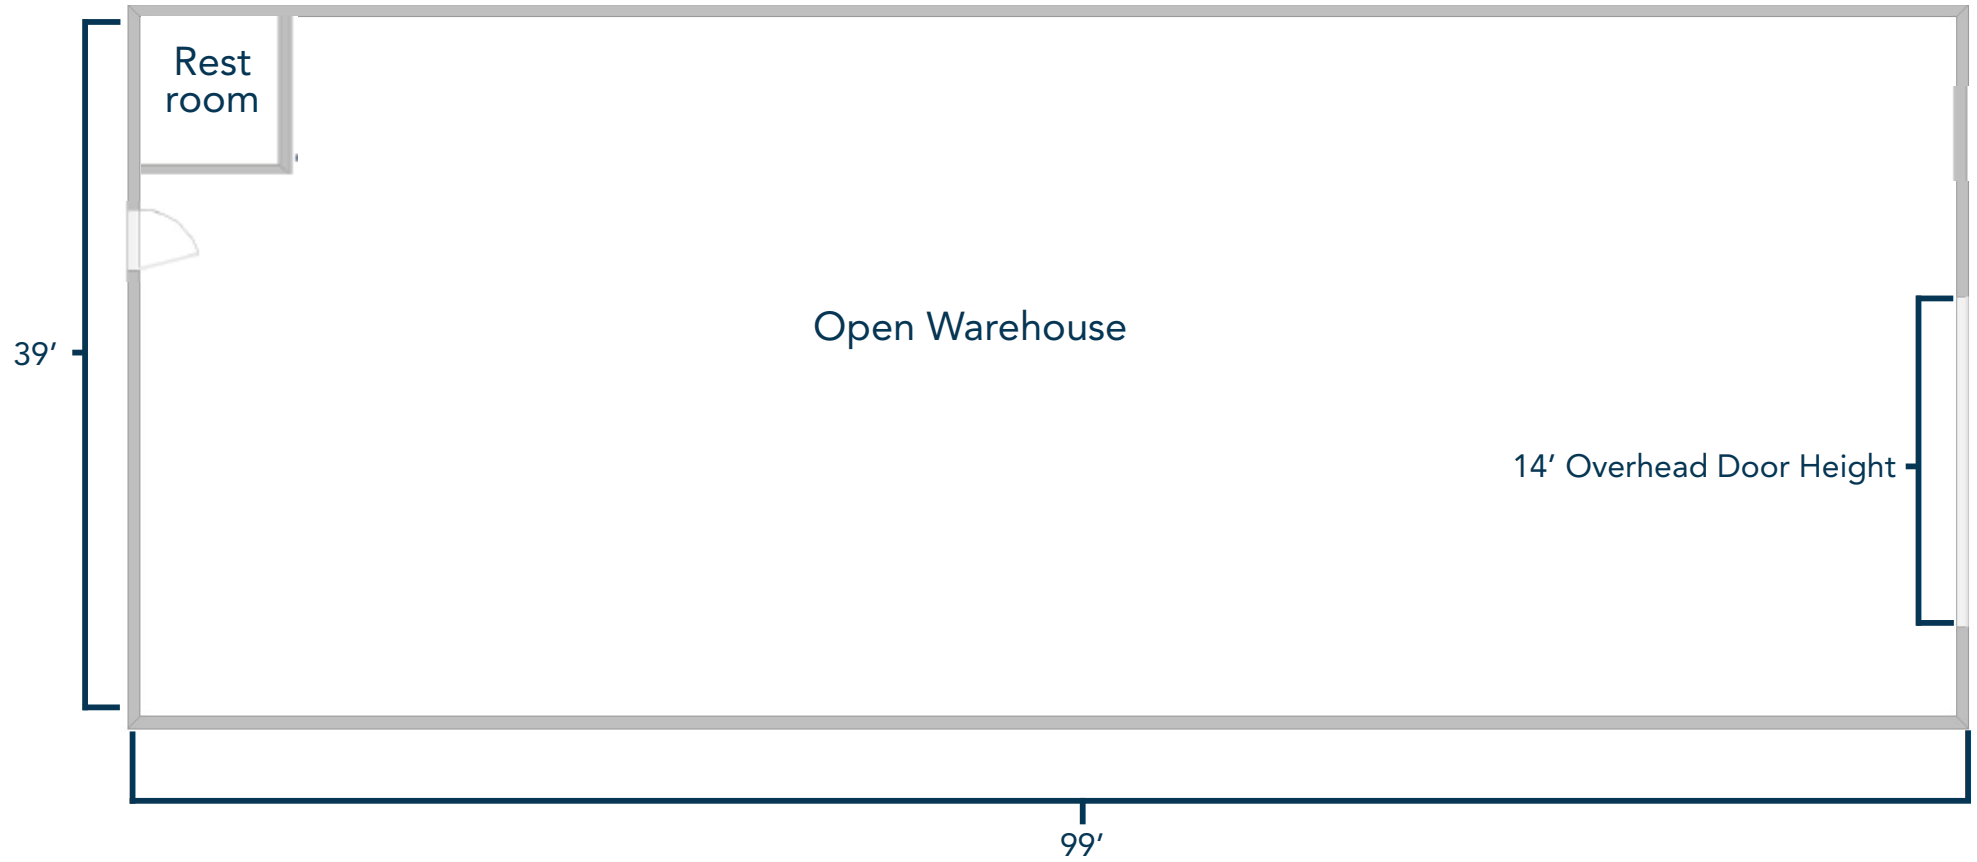 Rest
room
Open Warehouse
39′
14′ Overhead Door Height
99′